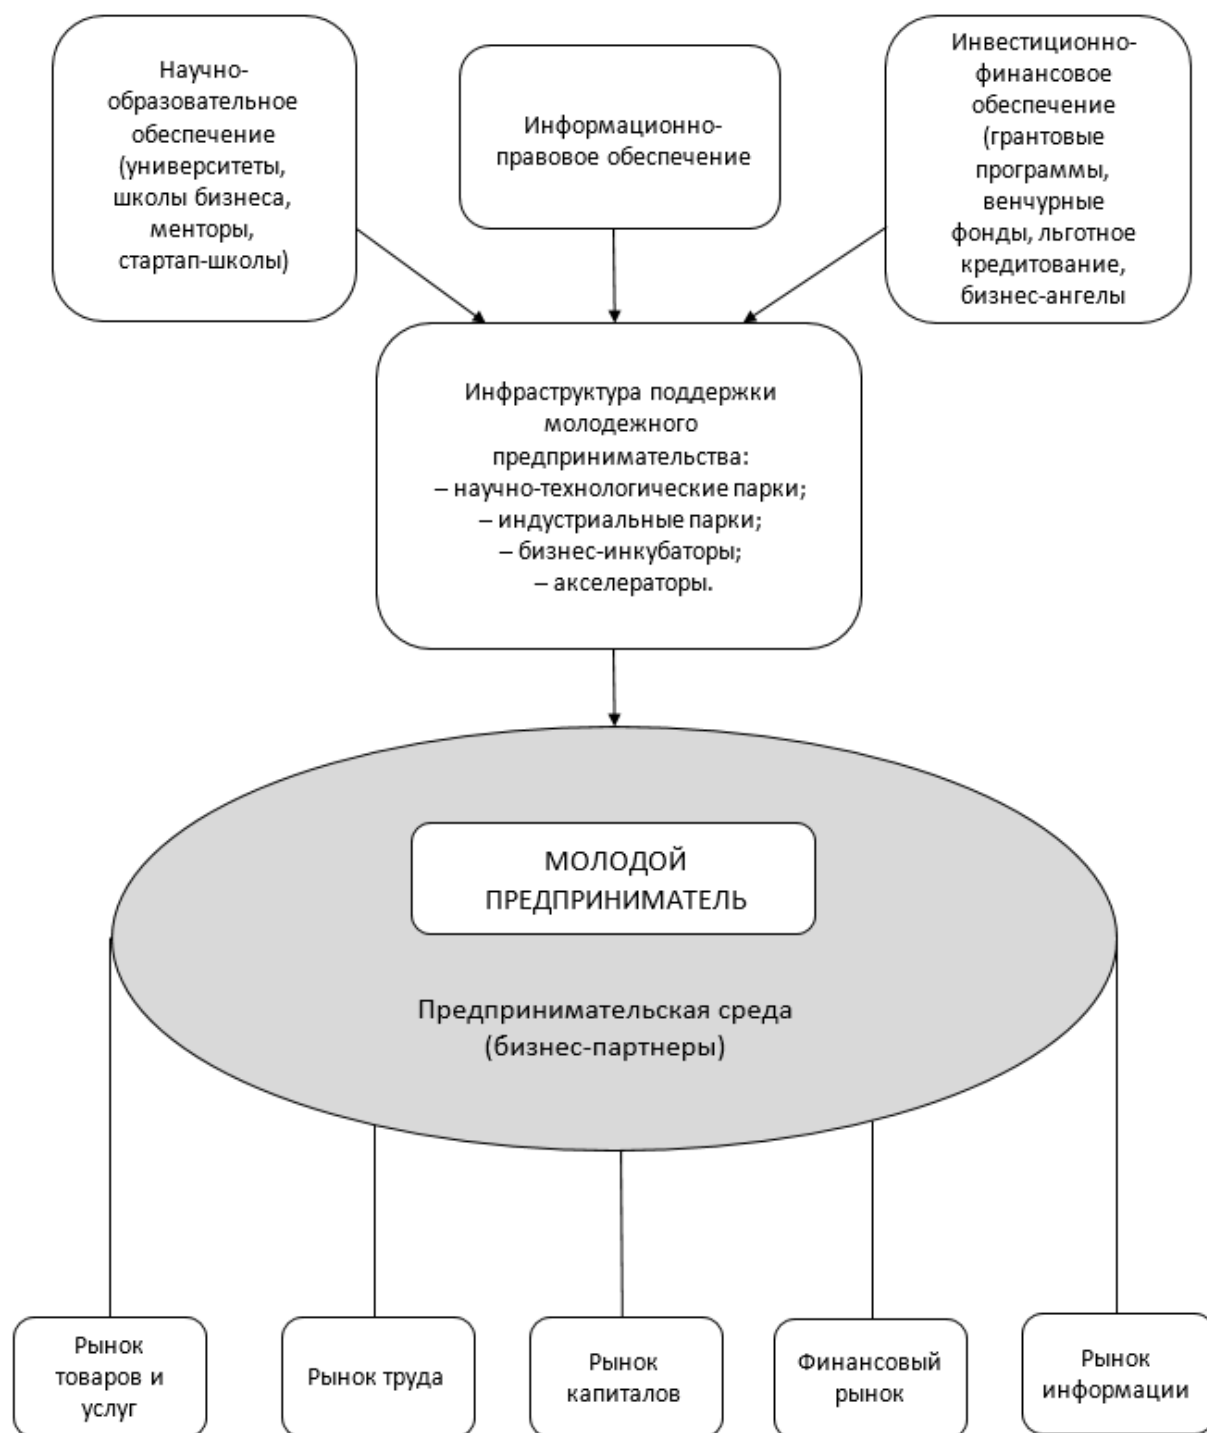 Научно-
образовательное
обеспечение
(университеты,
школы бизнеса,
менторы,
стартап-школы)
Информационно-
правовое обеспечение
Инвестиционно-
финансовое
обеспечение
(грантовые
программы,
венчурные
фонды, льготное
кредитование,
бизнес-ангелы
Инфраструктура поддержки
молодежного
предпринимательства:
– научно-технологические парки;
– индустриальные парки;
– бизнес-инкубаторы;
– акселераторы.
МОЛОДОЙ
ПРЕДПРИНИМАТЕЛЬ
Предпринимательская среда
(бизнес-партнеры)
Рынок
товаров и
услуг
Рынок труда
Рынок
капиталов
Финансовый
рынок
Рынок
информации